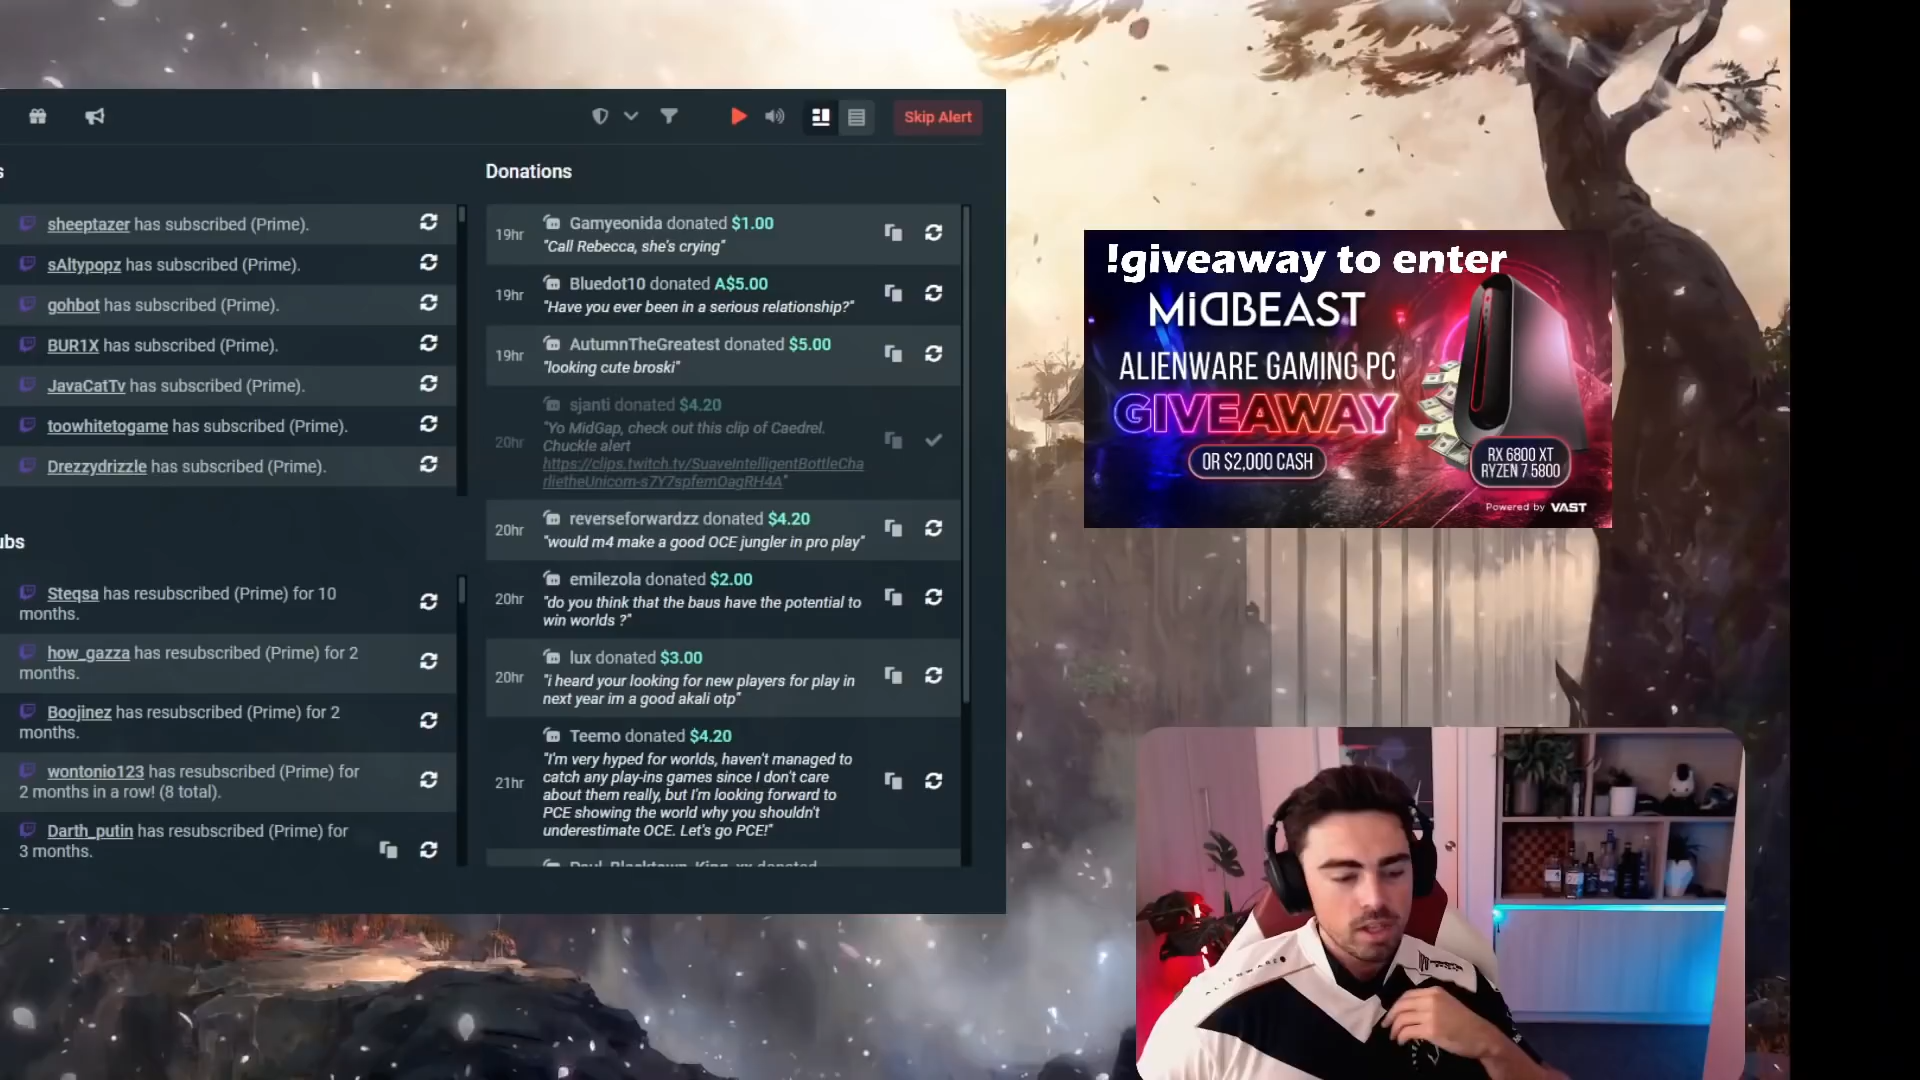 Skip Alert
s
sheeptazer has subscribed (Prime).
sAltypopz has subscribed (Prime).
gohbot has subscribed (Prime).
BUR1X has subscribed (Prime).
JavaCatTv has subscribed (Prime).
toowhitetogame has subscribed (Prime).
Drezzydrizzle has subscribed (Prime).
ubs
Steqsa has resubscribed (Prime) for 10
months.
how_gazza has resubscribed (Prime) for 2
months.
Boojinez has resubscribed (Prime) for 2
months.
wontonio123 has resubscribed (Prime) for
2 months in a row! (8 total).
Darth_putin has resubscribed (Prime) for
3 months.
Donations
19hr
Gamyeonida donated $1.00
"Call Rebecca, she's crying"
19hr
Bluedot10 donated A$5.00
"Have you ever been in a serious relationship?"
19hr
AutumnTheGreatest donated $5.00
"looking cute broski"
20hr
sjanti donated $4.20
"Yo MidGap, check out this clip of Caedrel.
Chuckle alert
https://clips.twitch.tv/SuaveIntelligentBottleCha
rlietheUnicorn-s7Y7spfemOagRH4A"
20hr
reverseforwardzz donated $4.20
"would m4 make a good OCE jungler in pro play"
20hr
emilezola donated $2.00
"do you think that the baus have the potential to
win worlds ?"
20hr
lux donated $3.00
"i heard your looking for new players for play in
next year im a good akali otp"
21hr
Teemo donated $4.20
"I'm very hyped for worlds, haven't managed to
catch any play-ins games since I don't care
about them really, but I'm looking forward to
PCE showing the world why you shouldn't
underestimate OCE. Let's go PCE!"
!giveaway to enter
MIDBEAST
ALIENWARE GAMING PC
GIVEAWAY
OR $2,000 CASH
RX 6800 XT
RYZEN 7 5800
Powered by VAST
ALIENWARE